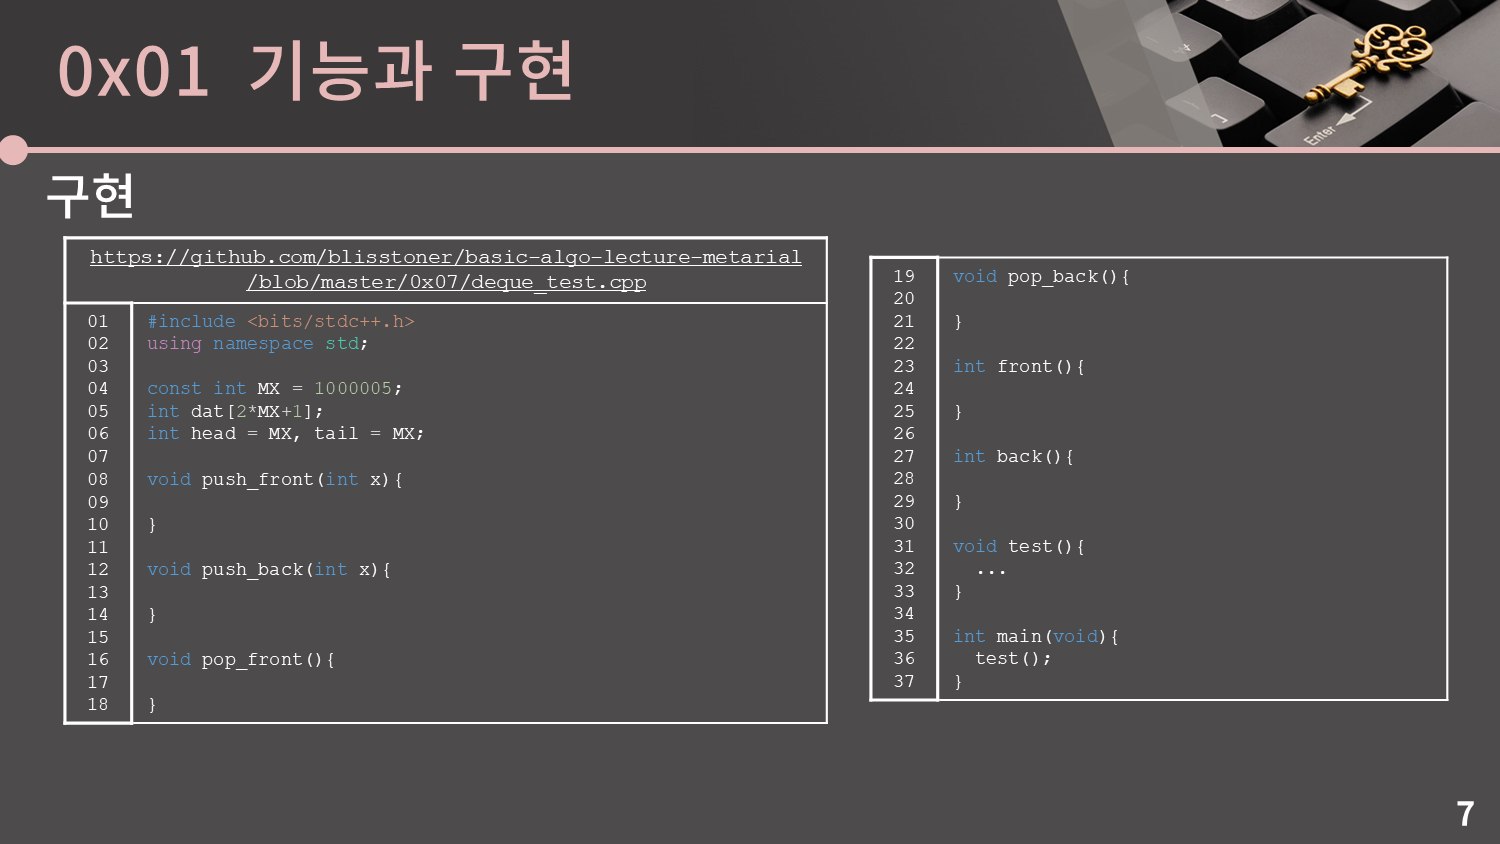 0x01 기능과 구현
Enter
구현
https://github.com/blisstoner/basic-algo-lecture-metarial
/blob/master/0x07/deque_test.cpp
01 #include <bits/stdc++.h>
02 using namespace std;
03
04 const int MX = 1000005;
05 int dat[2*MX+1];
06 int head = MX, tail = MX;
07
08 void push_front(int x){
09
10 }
11
12 void push_back(int x){
13
14 }
15
16 void pop_front(){
17
18 }
19 void pop_back(){
20
21 }
22
23 int front(){
24
25 }
26
27 int back(){
28
29 }
30
31 void test(){
32 ...
33 }
34
35 int main(void){
36 test();
37 }
7